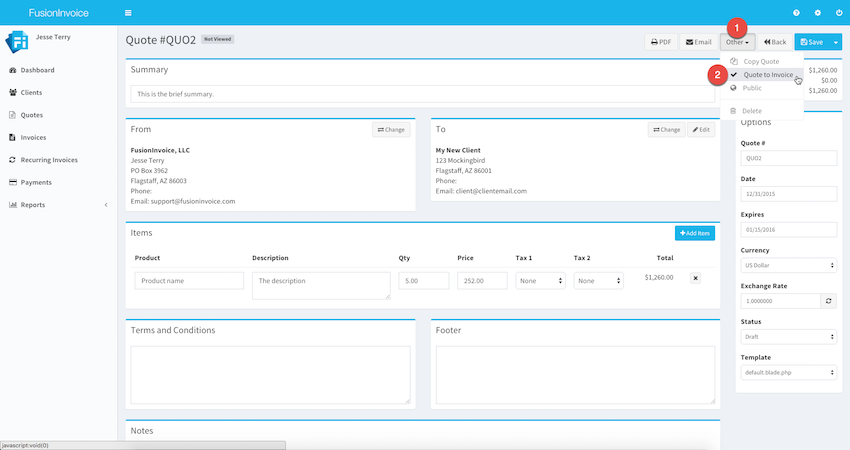 FusionInvoice
Jesse Terry
Dashboard
Clients
Quotes
Invoices
Recurring Invoices
Payments
Reports
Quote #QUO2
Not Viewed
PDF
Email
Other
Back
Save
1
Copy Quote
2
Quote to Invoice
Public
Delete
$1,260.00
$0.00
$1,260.00
Summary
This is the brief summary.
From
Change
FusionInvoice, LLC
Jesse Terry
PO Box 3962
Flagstaff, AZ 86003
Phone:
Email: support@fusioninvoice.com
To
Change
Edit
My New Client
123 Mockingbird
Flagstaff, AZ 86001
Phone:
Email: client@clientemail.com
Items
Add Item
Product Description Qty Price Tax 1 Tax 2 Total
Product name The description 5.00 252.00 None None $1,260.00
Terms and Conditions
Footer
Notes
Options
Quote #
QUO2
Date
12/31/2015
Expires
01/15/2016
Currency
US Dollar
Exchange Rate
1.0000000
Status
Draft
Template
default.blade.php
javascript:void(0)